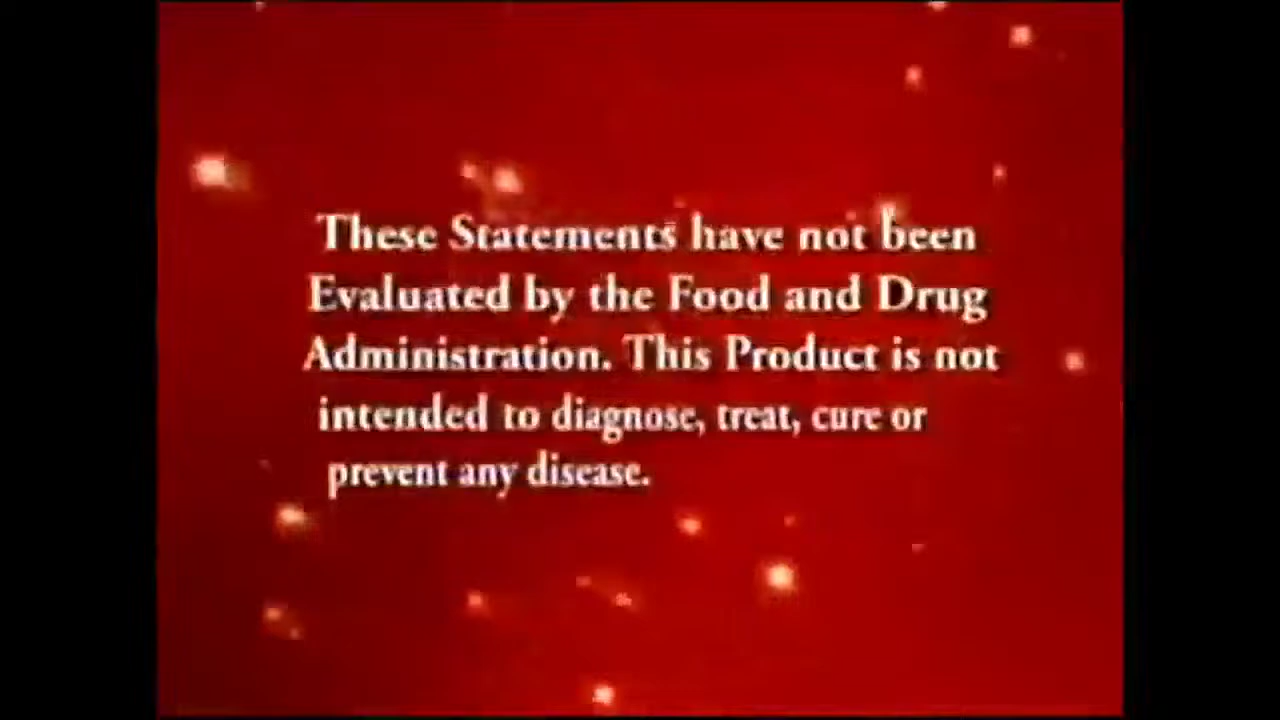 These Statements have not been
Evaluated by the Food and Drug
Administration. This Product is not
intended to diagnose, treat, cure or
prevent any disease.